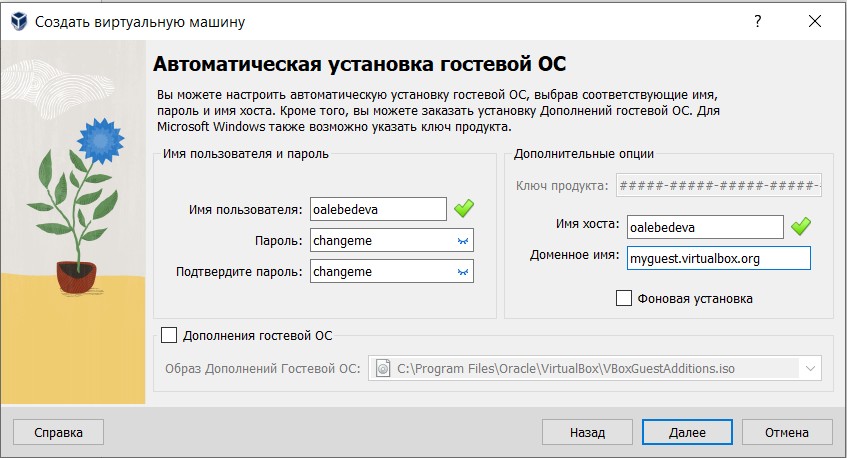 Создать виртуальную машину
Автоматическая установка гостевой ОС
Вы можете настроить автоматическую установку гостевой ОС, выбрав соответствующие имя,
пароль и имя хоста. Кроме того, вы можете заказать установку Дополнений гостевой ОС. Для
Microsoft Windows также возможно указать ключ продукта.
Имя пользователя и пароль
Имя пользователя: oalebedeva
Пароль: changeme
Подтвердите пароль: changeme
Дополнительные опции
Ключ продукта: #####-#####-#####-#####-
Имя хоста: oalebedeva
Доменное имя: myguest.virtualbox.org
Фоновая установка
Дополнения гостевой ОС
Образ Дополнений Гостевой ОС: C:\Program Files\Oracle\VirtualBox\VBoxGuestAdditions.iso
Справка Назад Далее Отмена